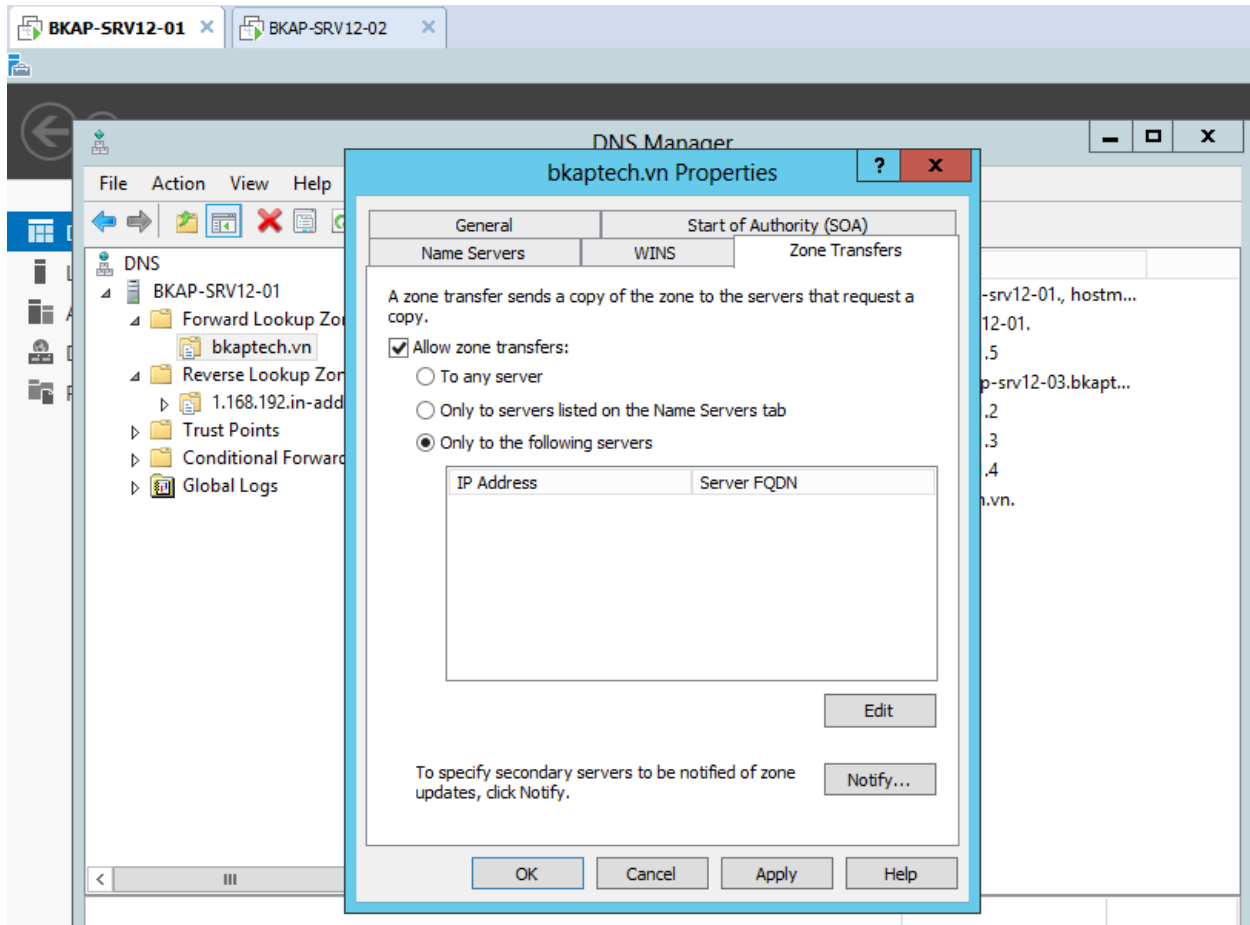 BKAP-SRV12-01
BKAP-SRV12-02
DNS Manager
bkaptech.vn Properties
?
x
x
File Action View Help
General
Start of Authority (SOA)
Name Servers
WINS
Zone Transfers
DNS
BKAP-SRV12-01
Forward Lookup Zor
bkaptech.vn
Reverse Lookup Zor
1.168.192.in-add
Trust Points
Conditional Forward
Global Logs
A zone transfer sends a copy of the zone to the servers that request a
copy.
Allow zone transfers:
To any server
Only to servers listed on the Name Servers tab
Only to the following servers
IP Address
Server FQDN
Edit
To specify secondary servers to be notified of zone
updates, click Notify.
Notify...
OK
Cancel
Apply
Help
-srv12-01., hostm...
12-01.
.5
p-srv12-03.bkapt...
.2
.3
.4
n.vn.